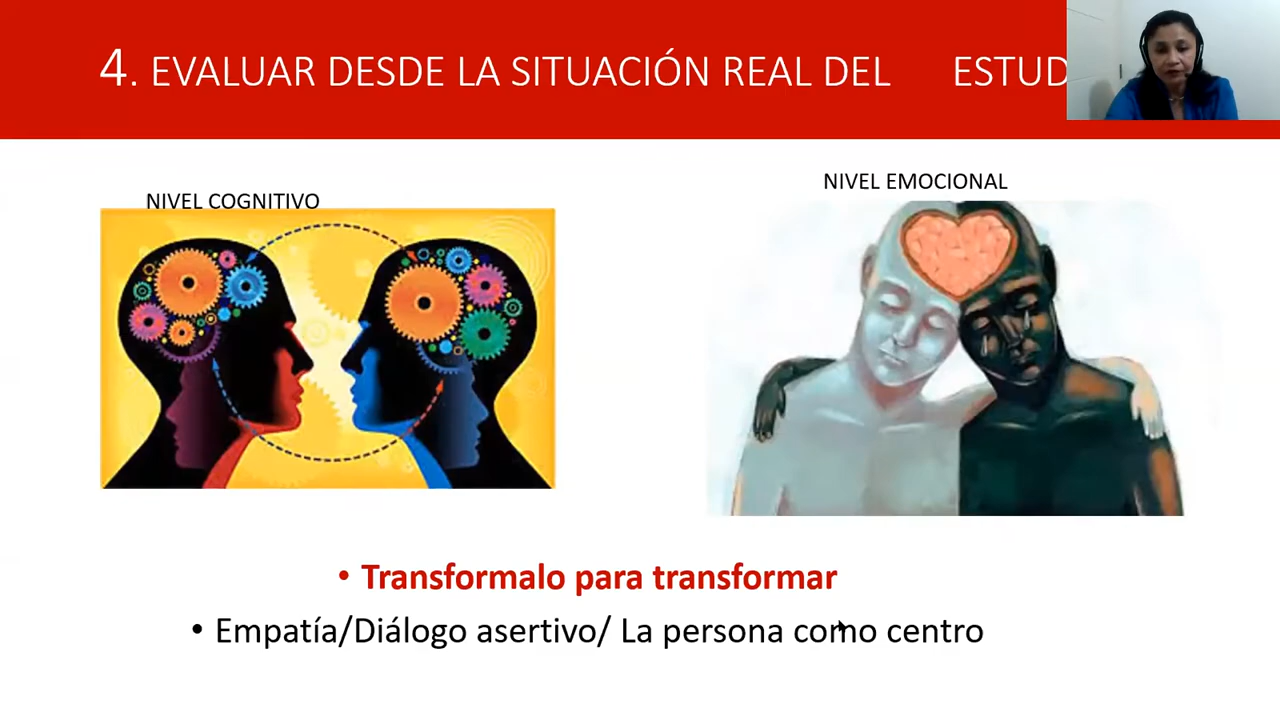 4. EVALUAR DESDE LA SITUACIÓN REAL DEL ESTUD
NIVEL COGNITIVO
NIVEL EMOCIONAL
• Transformalo para transformar
• Empatía/Diálogo asertivo/ La persona como centro